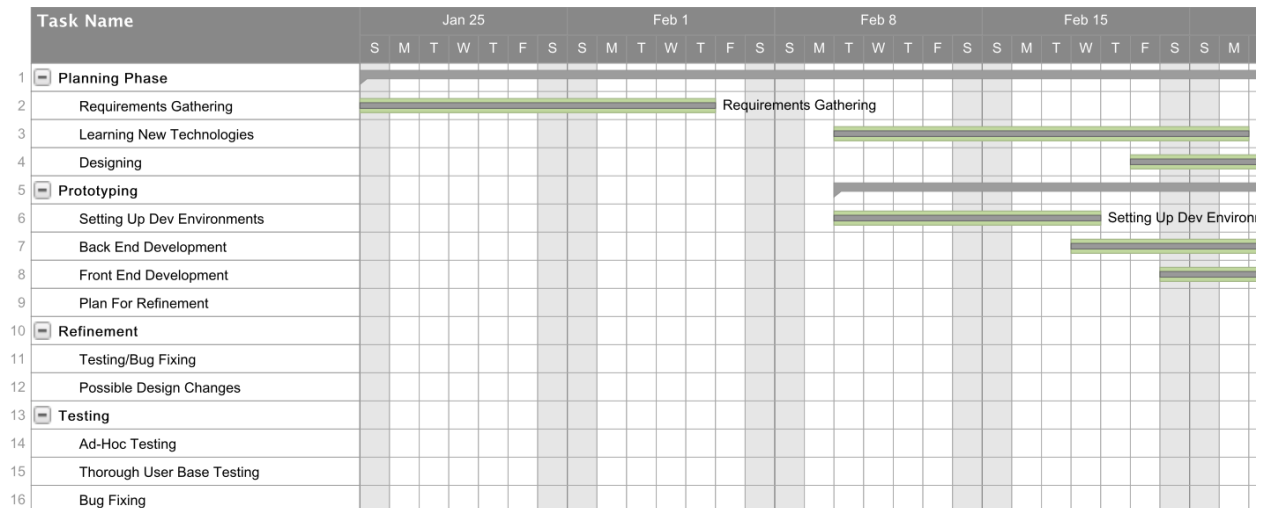 Task Name
Jan 25 Feb 1 Feb 8 Feb 15
S M T W T F S S M T W T F S S M T W T F S S M T W T F S S M
1 Planning Phase
2 Requirements Gathering Requirements Gathering
3 Learning New Technologies
4 Designing
5 Prototyping
6 Setting Up Dev Environments Setting Up Dev Environ
7 Back End Development
8 Front End Development
9 Plan For Refinement
10 Refinement
11 Testing/Bug Fixing
12 Possible Design Changes
13 Testing
14 Ad-Hoc Testing
15 Thorough User Base Testing
16 Bug Fixing